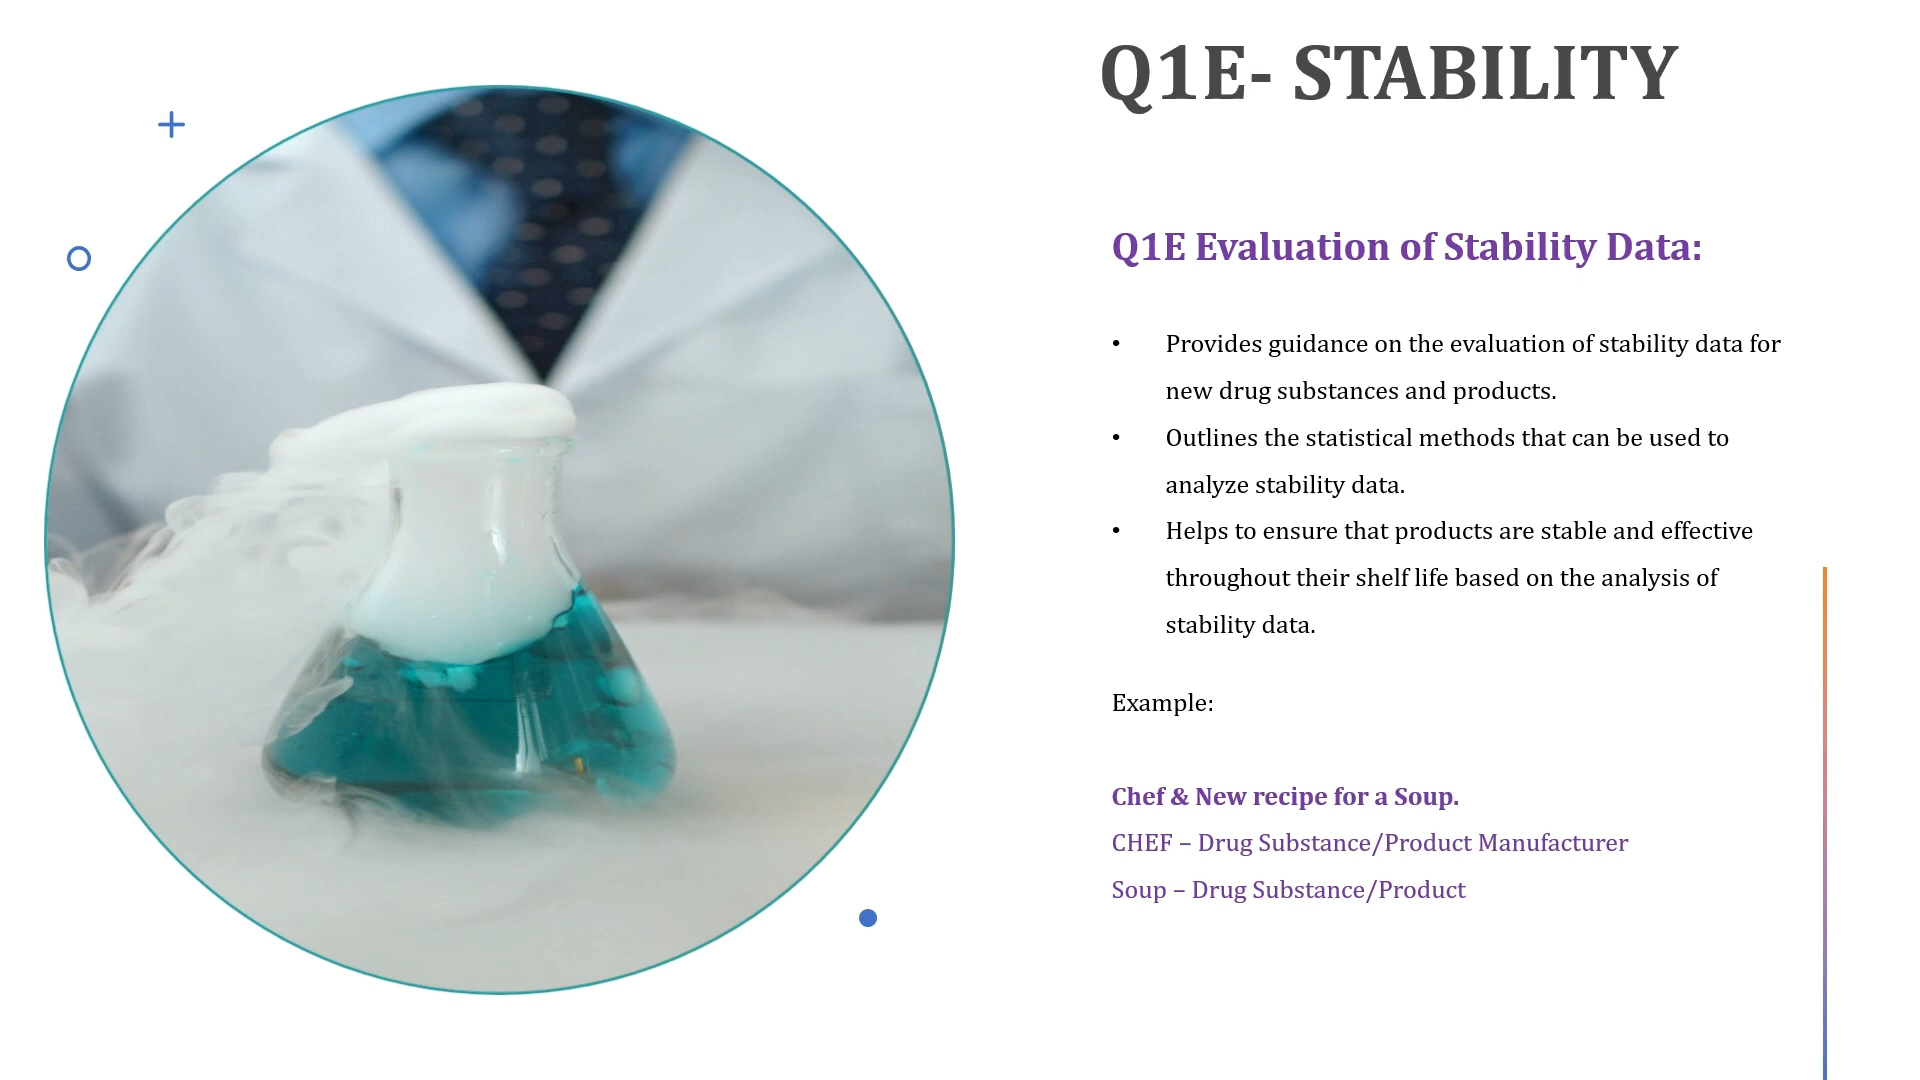 Q1E- STABILITY
Q1E Evaluation of Stability Data:
• Provides guidance on the evaluation of stability data for
new drug substances and products.
• Outlines the statistical methods that can be used to
analyze stability data.
• Helps to ensure that products are stable and effective
throughout their shelf life based on the analysis of
stability data.
Example:
Chef & New recipe for a Soup.
CHEF – Drug Substance/Product Manufacturer
Soup – Drug Substance/Product